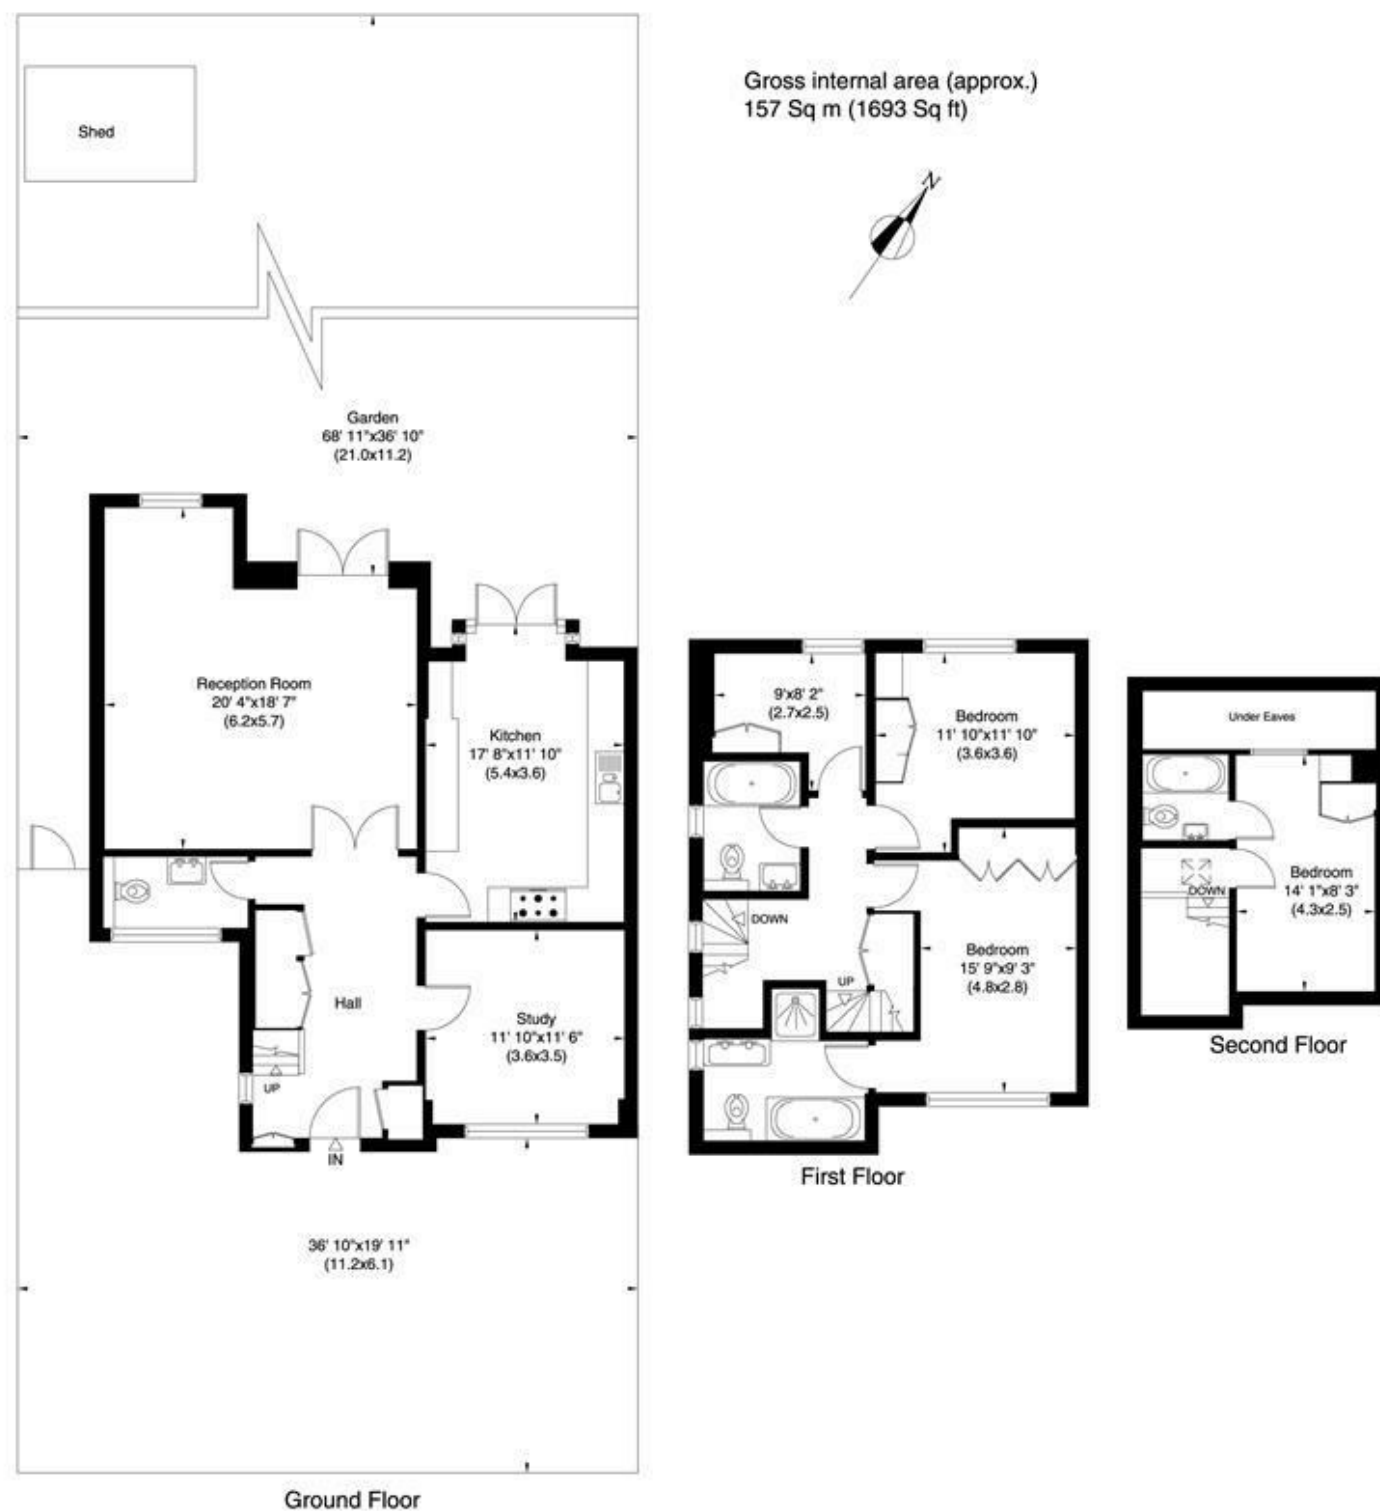 Gross internal area (approx.)
157 Sq m (1693 Sq ft)
N
Shed
Garden
68' 11"x36' 10"
(21.0x11.2)
Reception Room
20' 4"x18' 7"
(6.2x5.7)
Kitchen
17' 8"x11' 10"
(5.4x3.6)
Hall
Study
11' 10"x11' 6"
(3.6x3.5)
UP
IN
36' 10"x19' 11"
(11.2x6.1)
Ground Floor
9'x8' 2"
(2.7x2.5)
Bedroom
11' 10"x11' 10"
(3.6x3.6)
DOWN
UP
Bedroom
15' 9"x9' 3"
(4.8x2.8)
First Floor
Under Eaves
DOWN
Bedroom
14' 1"x8' 3"
(4.3x2.5)
Second Floor